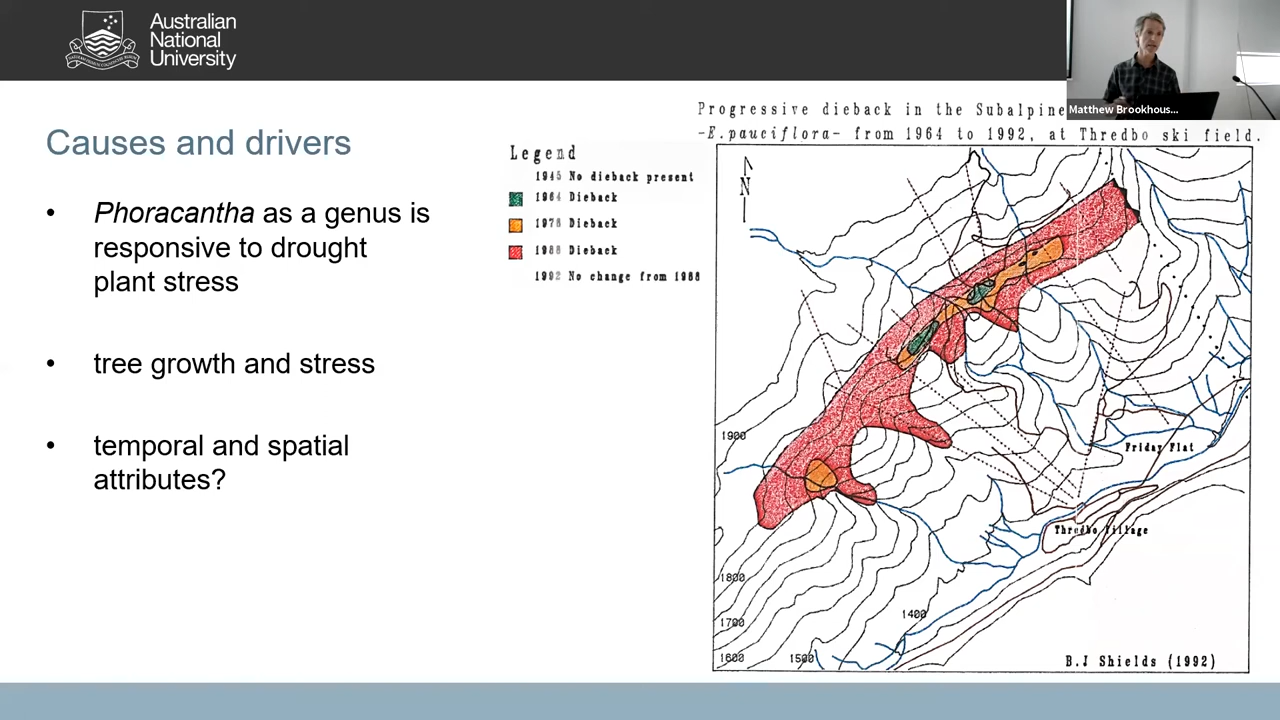 Australian
National
University
Matthew Brookhous...
Causes and drivers
• Phoracantha as a genus is
responsive to drought
plant stress
• tree growth and stress
• temporal and spatial
attributes?
Progressive dieback in the Subalpine
-E.pauciflora- from 1964 to 1992, at Thredbo ski field.
Legend
1945 No dieback present
1964 Dieback
1978 Dieback
1988 Dieback
1992 No change from 1988
N
1900
Friday Flat
Thredbo Village
1800
1400
1700
1600
1500
B.J Shields (1992)